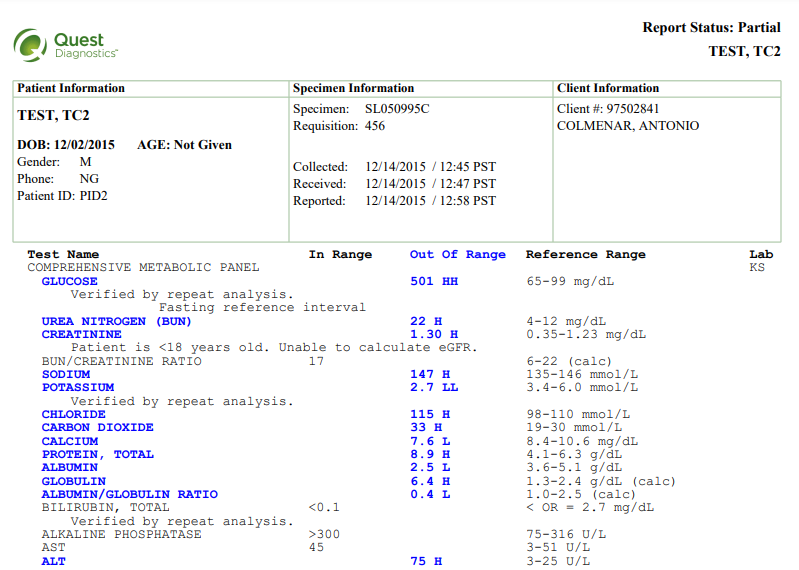 Quest
Diagnostics™
Report Status: Partial
TEST, TC2
Patient Information
TEST, TC2
DOB: 12/02/2015 AGE: Not Given
Gender: M
Phone: NG
Patient ID: PID2
Specimen Information
Specimen: SL050995C
Requisition: 456
Collected: 12/14/2015 / 12:45 PST
Received: 12/14/2015 / 12:47 PST
Reported: 12/14/2015 / 12:58 PST
Client Information
Client #: 97502841
COLMENAR, ANTONIO
Test Name In Range Out Of Range Reference Range Lab
COMPREHENSIVE METABOLIC PANEL KS
GLUCOSE 501 HH 65-99 mg/dL
Verified by repeat analysis.
Fasting reference interval
UREA NITROGEN (BUN) 22 H 4-12 mg/dL
CREATININE 1.30 H 0.35-1.23 mg/dL
Patient is <18 years old. Unable to calculate eGFR.
BUN/CREATININE RATIO 17 6-22 (calc)
SODIUM 147 H 135-146 mmol/L
POTASSIUM 2.7 LL 3.4-6.0 mmol/L
Verified by repeat analysis.
CHLORIDE 115 H 98-110 mmol/L
CARBON DIOXIDE 33 H 19-30 mmol/L
CALCIUM 7.6 L 8.4-10.6 mg/dL
PROTEIN, TOTAL 8.9 H 4.1-6.3 g/dL
ALBUMIN 2.5 L 3.6-5.1 g/dL
GLOBULIN 6.4 H 1.3-2.4 g/dL (calc)
ALBUMIN/GLOBULIN RATIO 0.4 L 1.0-2.5 (calc)
BILIRUBIN, TOTAL <0.1 < OR = 2.7 mg/dL
Verified by repeat analysis.
ALKALINE PHOSPHATASE >300 75-316 U/L
AST 45 3-51 U/L
ALT 75 H 3-25 U/L